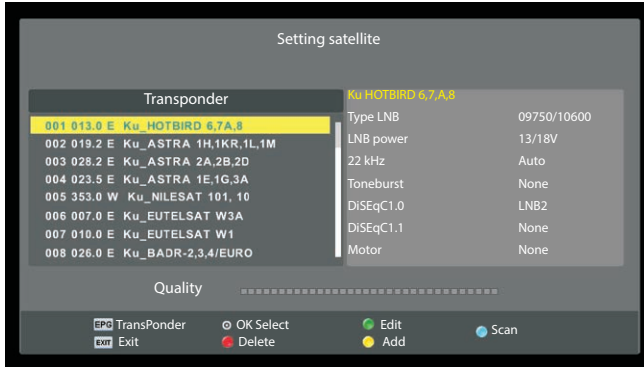 Setting satellite
Transponder
001 013.0 E Ku_HOTBIRD 6,7A,8
002 019.2 E Ku_ASTRA 1H,1KR,1L,1M
003 028.2 E Ku_ASTRA 2A,2B,2D
004 023.5 E Ku_ASTRA 1E,1G,3A
005 353.0 W Ku_NILESAT 101, 10
006 007.0 E Ku_EUTELSAT W3A
007 010.0 E Ku_EUTELSAT W1
008 026.0 E Ku_BADR-2,3,4/EURO
Ku HOTBIRD 6,7,A,8
Type LNB 09750/10600
LNB power 13/18V
22 kHz Auto
Toneburst None
DiSEqC1.0 LNB2
DiSEqC1.1 None
Motor None
Quality
EPG TransPonder OK Select Edit Scan
EXIT Exit Delete Add